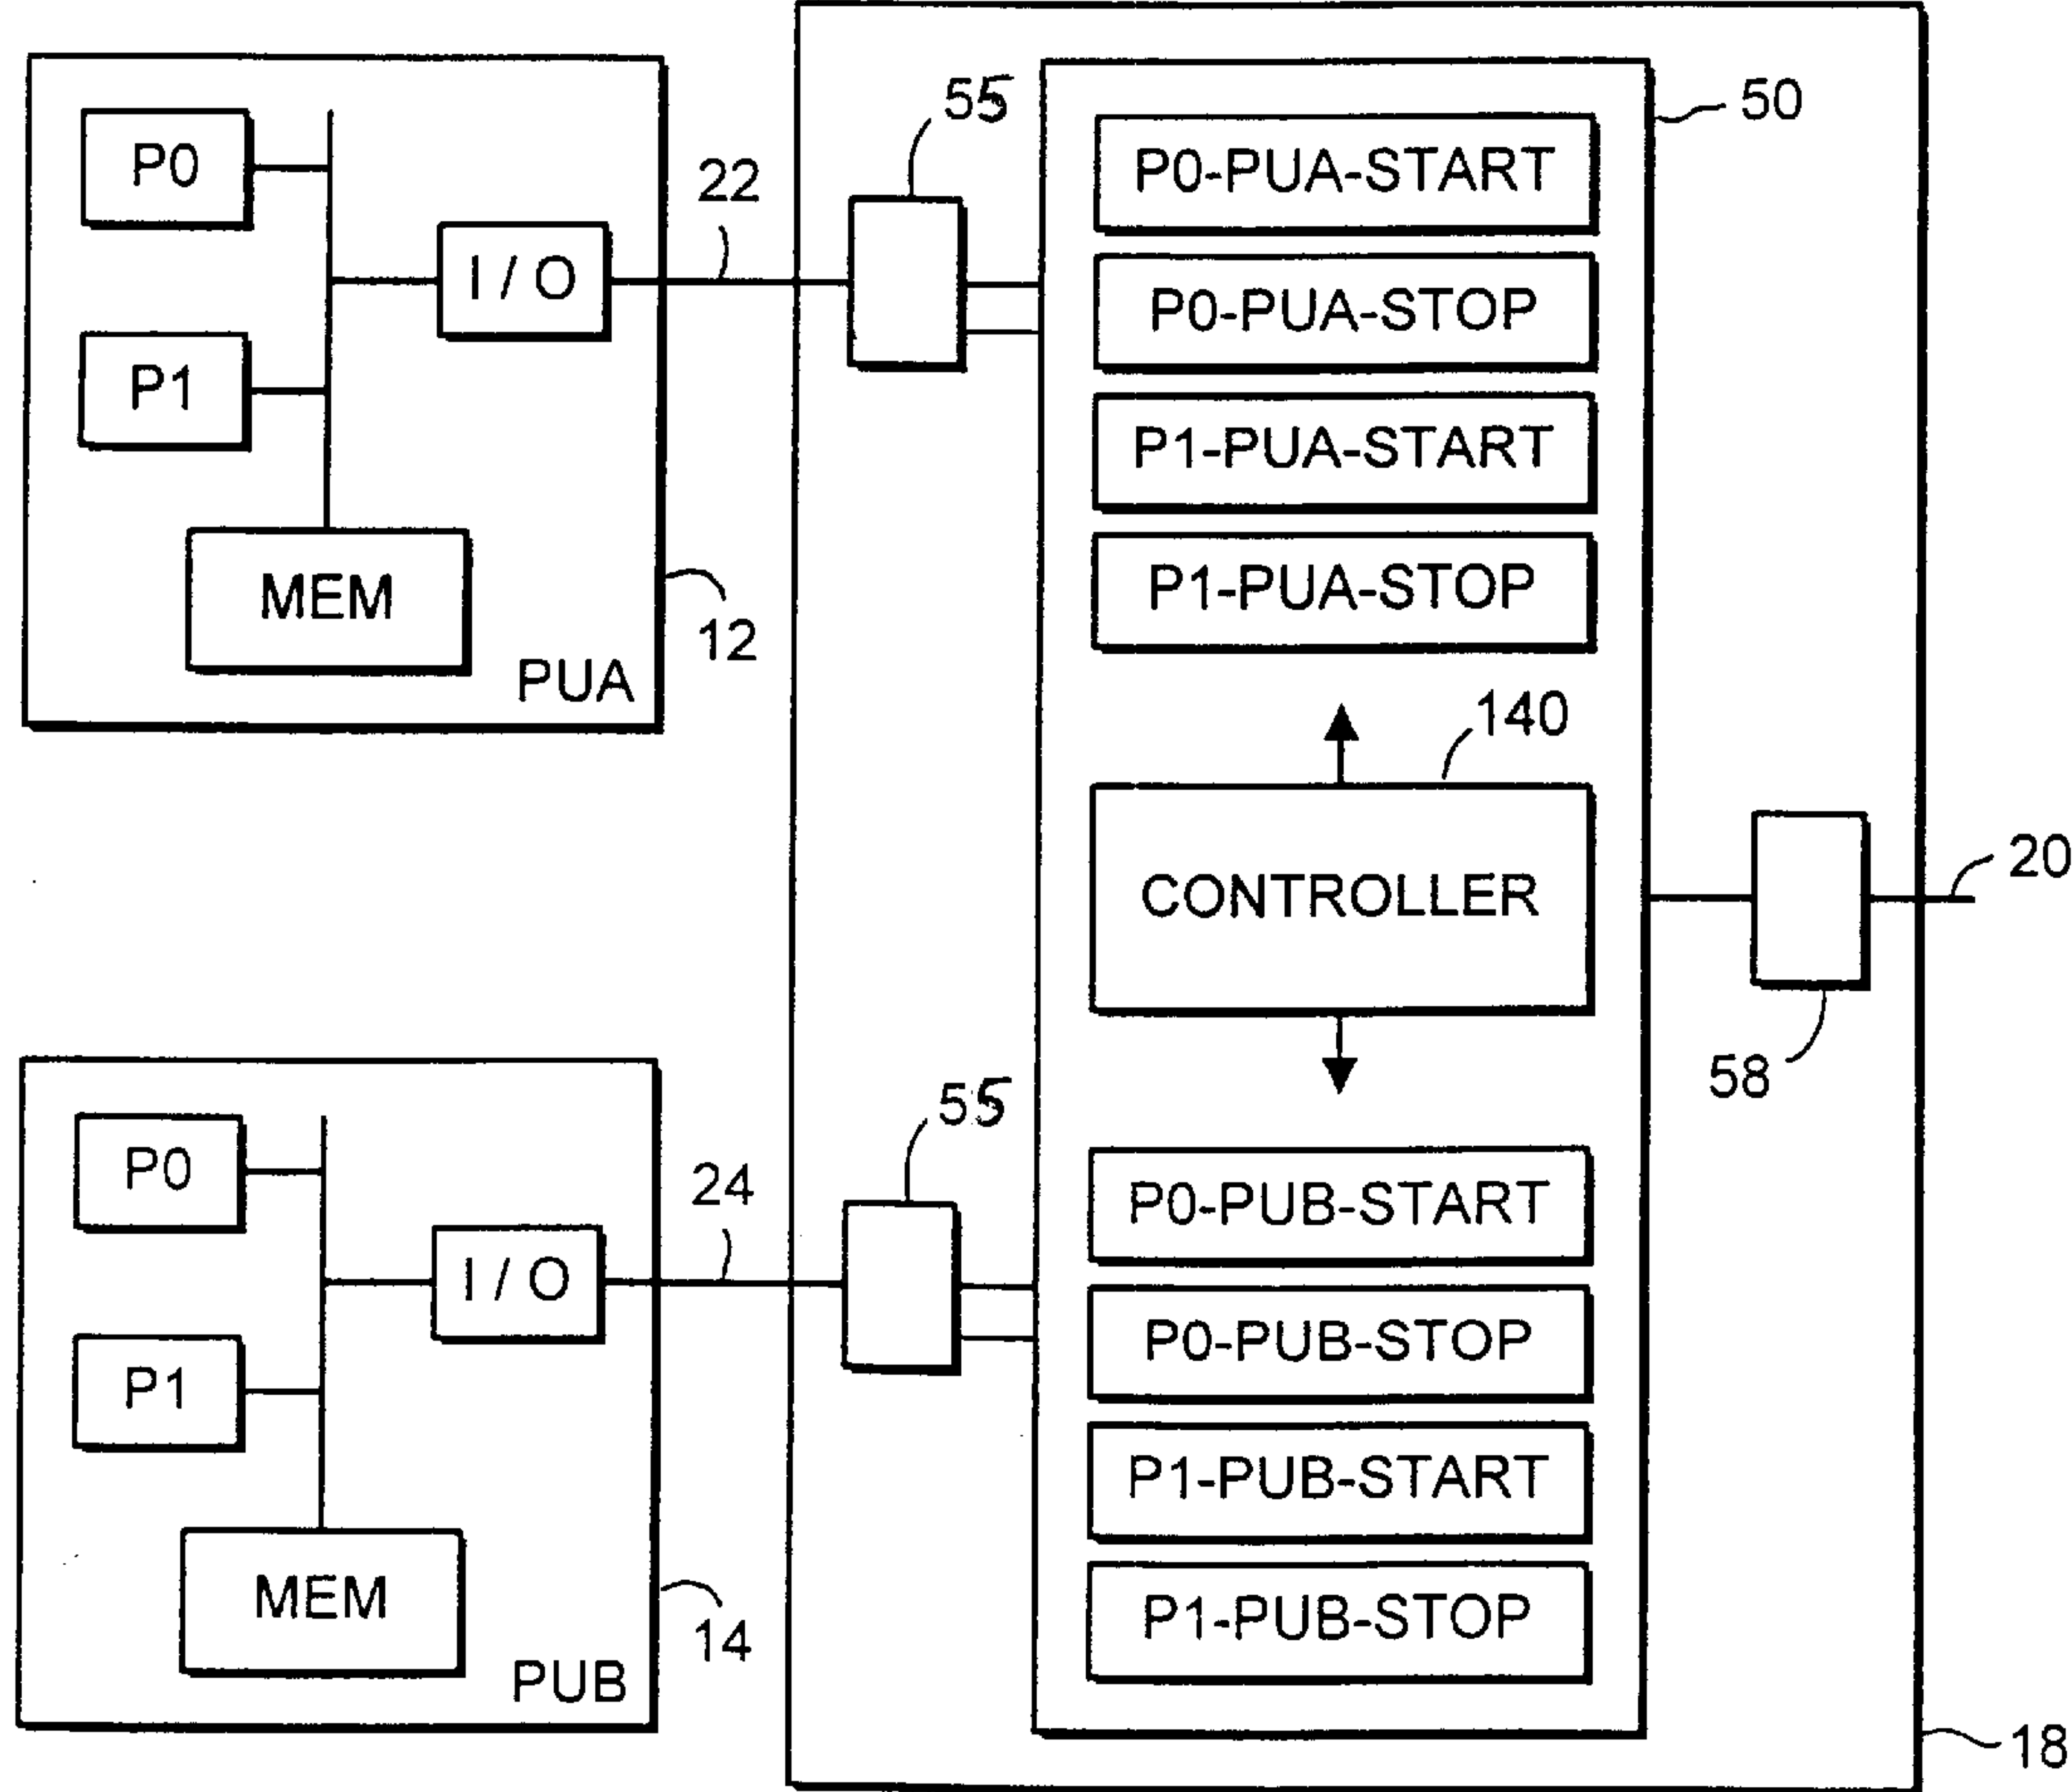 P0
I / O
P1
MEM
PUA
12
22
55
50
P0-PUA-START
P0-PUA-STOP
P1-PUA-START
P1-PUA-STOP
140
CONTROLLER
20
58
P0
I / O
P1
MEM
PUB
14
24
55
P0-PUB-START
P0-PUB-STOP
P1-PUB-START
P1-PUB-STOP
18